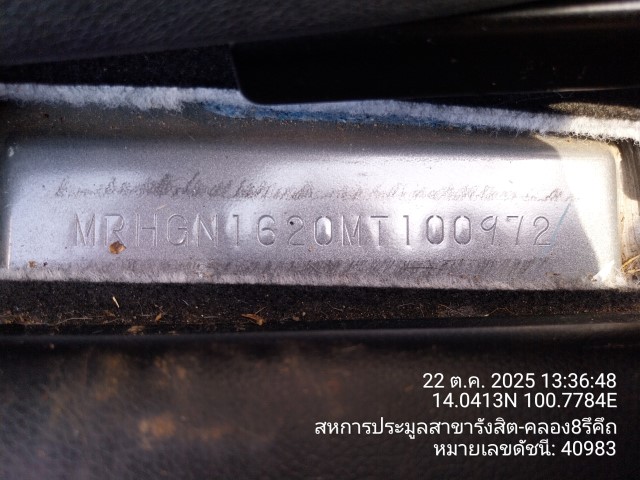 MRHGN1620MT100972
22 ต.ค. 2025 13:36:48
14.0413N 100.7784E
สหการประมูลสาขารังสิต-คลอง8รีคึถ
หมายเลขดัชนี: 40983